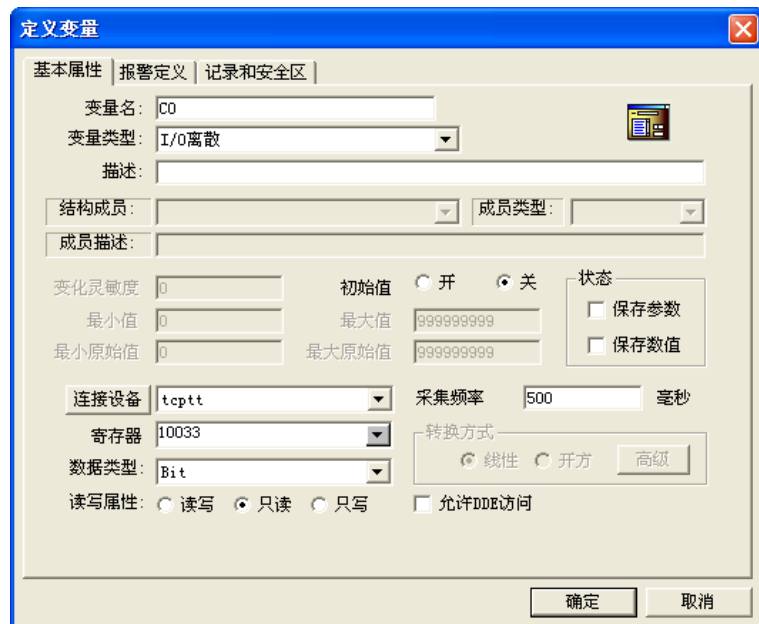 定义变量
基本属性 报警定义 记录和安全区
变量名: C0
变量类型: I/O离散
描述:
结构成员: 成员类型:
成员描述:
变化灵敏度 0 初始值 开 关 状态
最小值 0 最大值 999999999 保存参数
最小原始值 0 最大原始值 999999999 保存数值
连接设备 tcptt 采集频率 500 毫秒
寄存器 10033 转换方式
数据类型: Bit 线性 开方 高级
读写属性: 读写 只读 只写 允许DDE访问
确定 取消